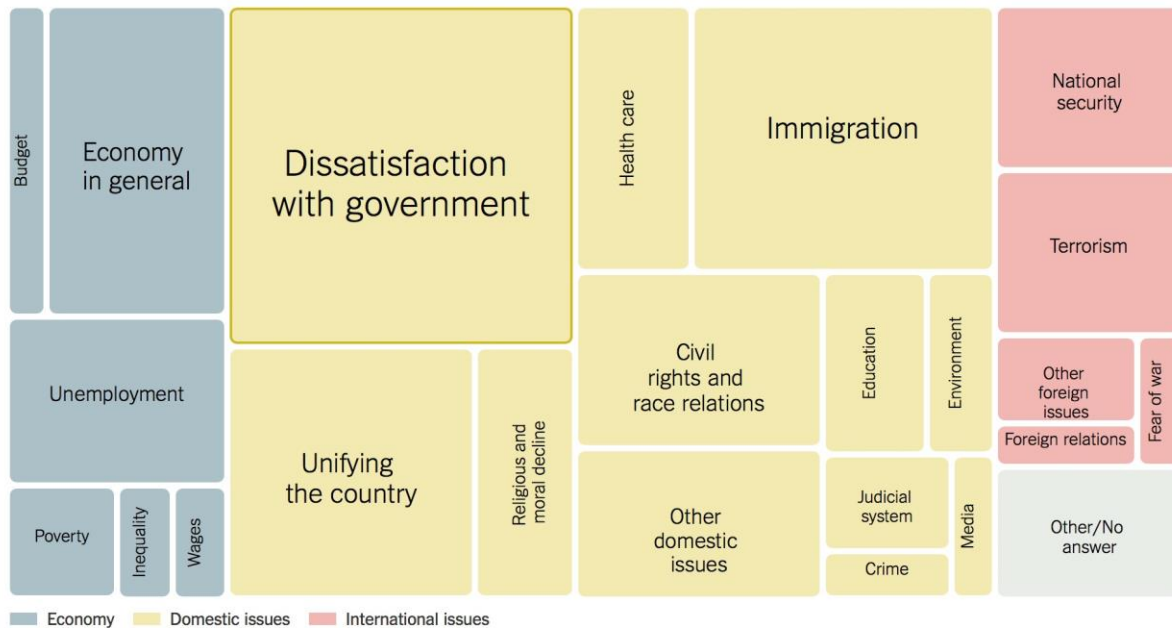 Budget
Economy
in general
Unemployment
Poverty
Inequality
Wages
Dissatisfaction
with government
Unifying
the country
Religious and
moral decline
Health care
Immigration
Civil
rights and
race relations
Education
Environment
Other
domestic
issues
Judicial
system
Crime
Media
National
security
Terrorism
Other
foreign
issues
Foreign relations
Fear of war
Other/No
answer
Economy
Domestic issues
International issues